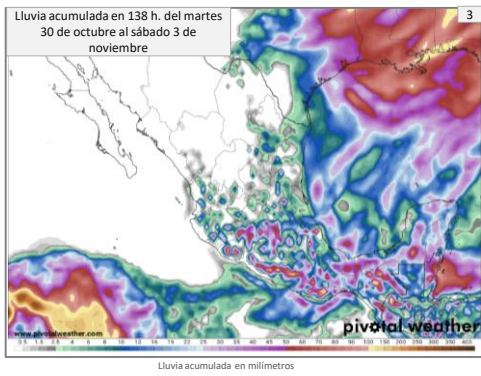 Lluvia acumulada en 138 h. del martes
30 de octubre al sábado 3 de
noviembre
3
www.pivotalweather.com
pivotal weather
Lluvia acumulada en milímetros